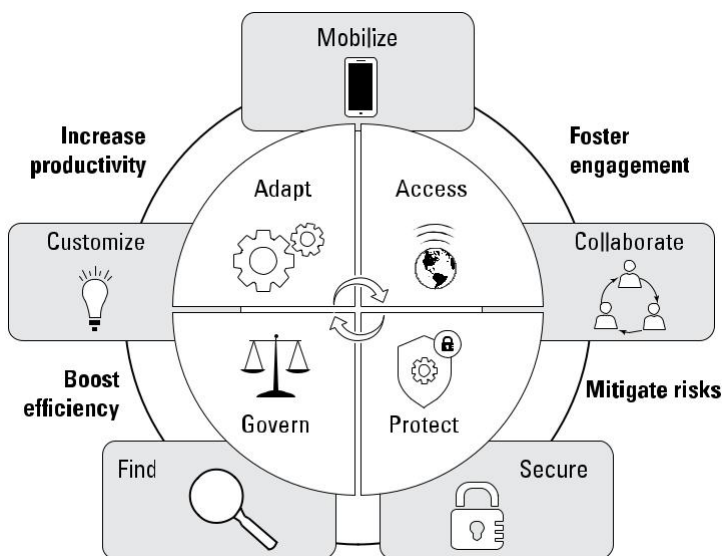 Mobilize
Increase
productivity
Foster
engagement
Adapt
Access
Customize
Collaborate
Boost
efficiency
Mitigate risks
Govern
Protect
Find
Secure